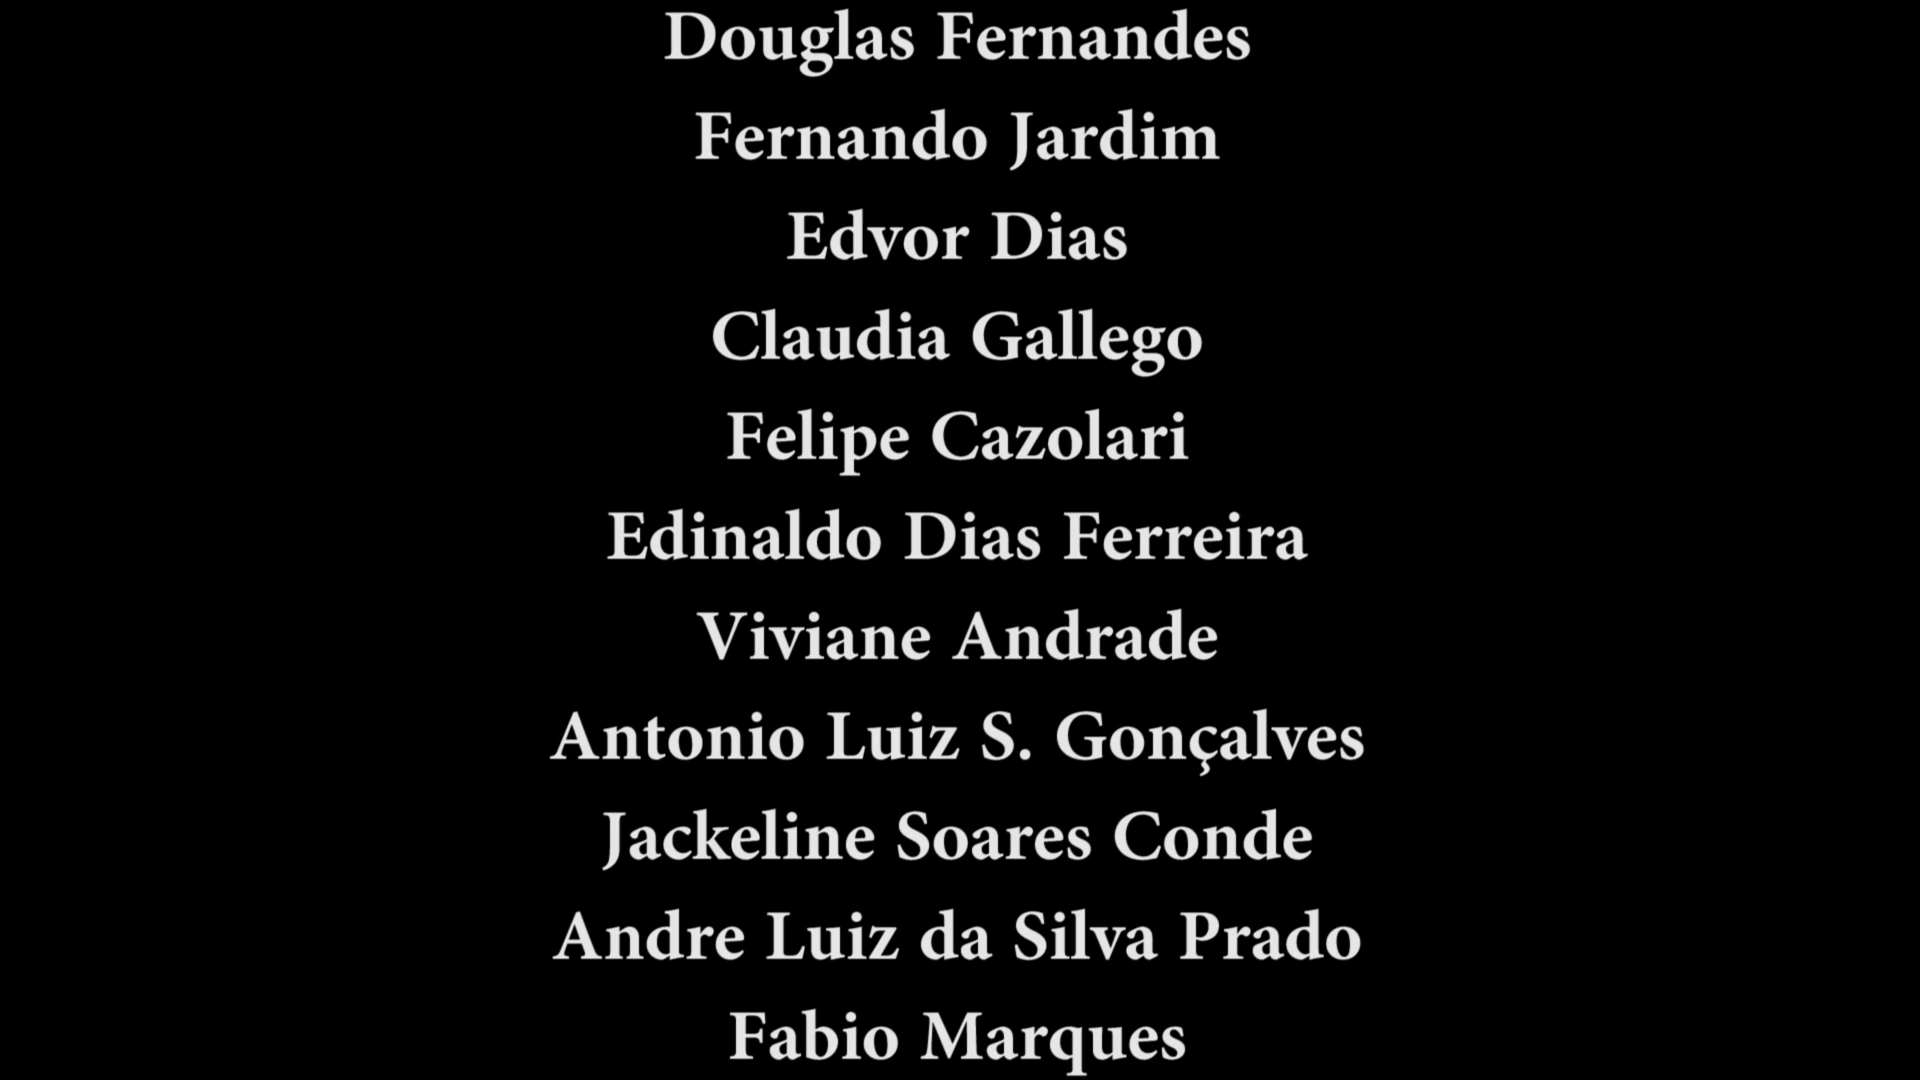 Douglas Fernandes
Fernando Jardim
Edvor Dias
Claudia Gallego
Felipe Cazolari
Edinaldo Dias Ferreira
Viviane Andrade
Antonio Luiz S. Gonçalves
Jackeline Soares Conde
Andre Luiz da Silva Prado
Fabio Marques